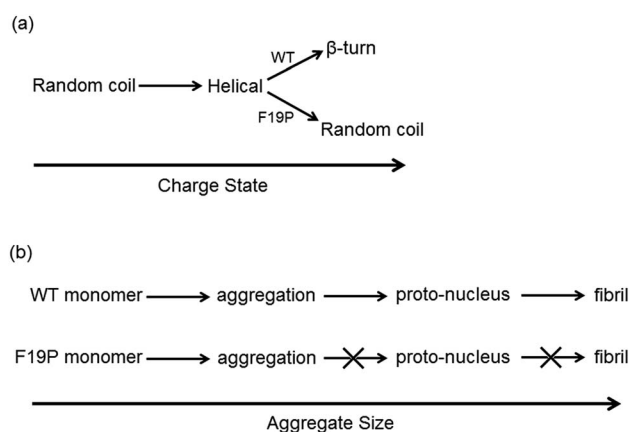 (a)
WT
β-turn
Random coil
Helical
F19P
Random coil
Charge State
(b)
WT monomer aggregation proto-nucleus fibril
F19P monomer aggregation proto-nucleus fibril
Aggregate Size